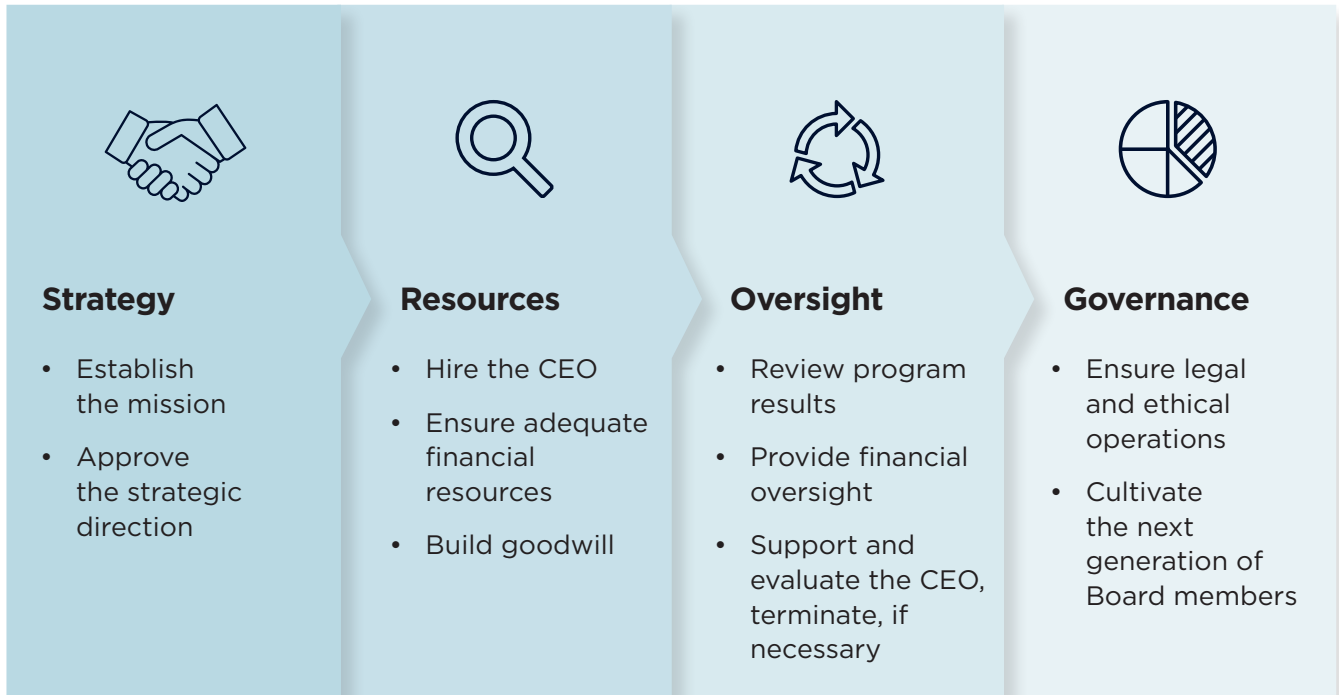 Strategy
• Establish
the mission
• Approve
the strategic
direction
Resources
• Hire the CEO
• Ensure adequate
financial
resources
• Build goodwill
Oversight
• Review program
results
• Provide financial
oversight
• Support and
evaluate the CEO,
terminate, if
necessary
Governance
• Ensure legal
and ethical
operations
• Cultivate
the next
generation of
Board members